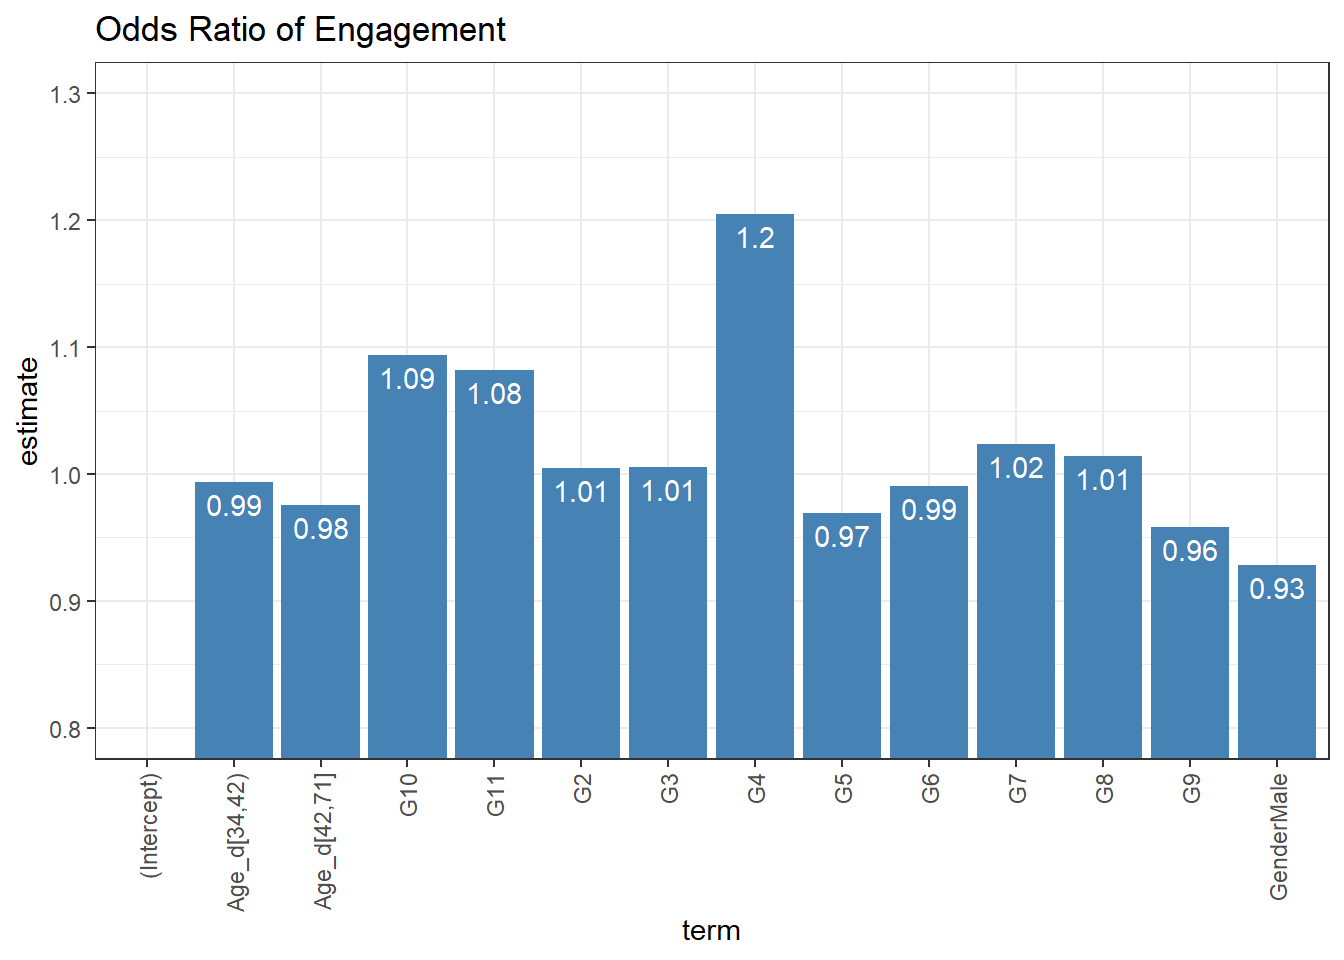 Odds Ratio of Engagement
1.3
1.2
1.1
1.0
0.9
0.8
estimate
0.99
0.98
1.09
1.08
1.01
1.01
1.2
0.97
0.99
1.02
1.01
0.96
0.93
(Intercept)
Age_d[34,42)
Age_d[42,71]
G10
G11
G2
G3
G4
G5
G6
G7
G8
G9
GenderMale
term